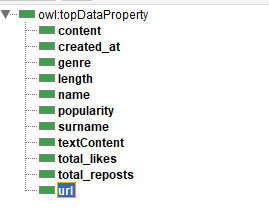 owl:topDataProperty
content
created_at
genre
length
name
popularity
surname
textContent
total_likes
total_reposts
url